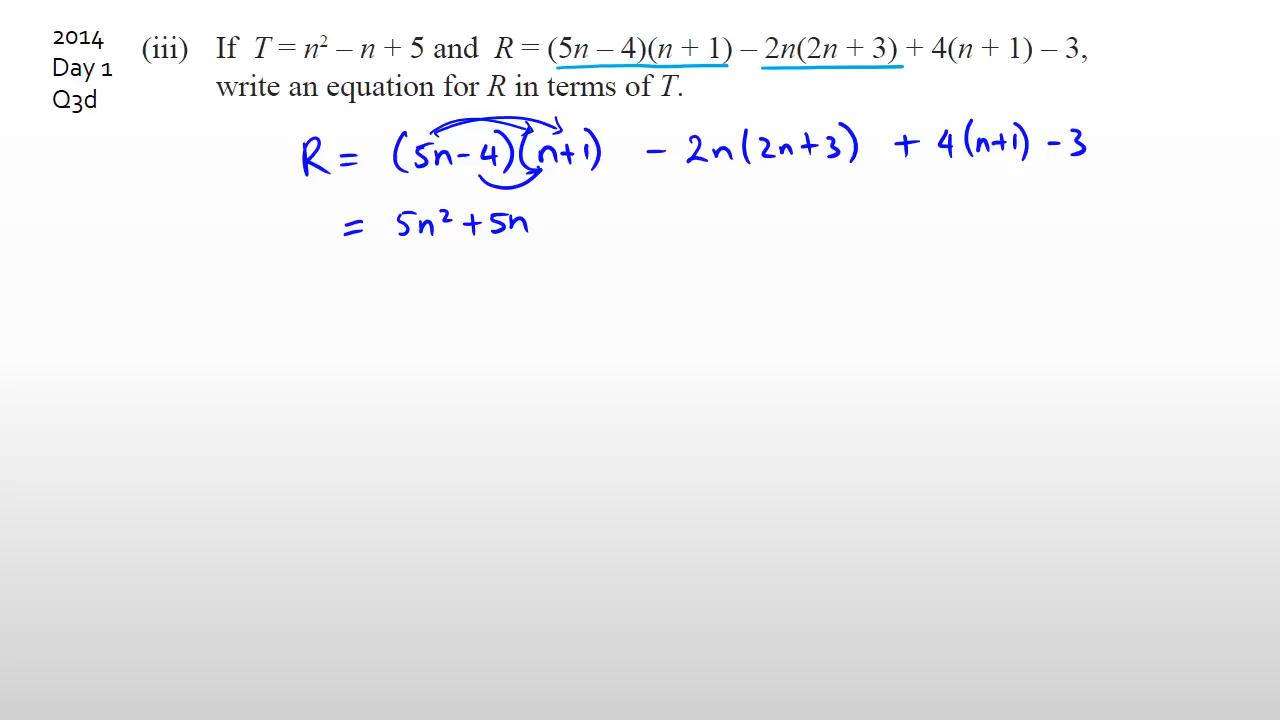 2014
Day 1
Q3d
(iii) If T = n² – n + 5 and R = (5n – 4)(n + 1) – 2n(2n + 3) + 4(n + 1) – 3,
write an equation for R in terms of T.
R = (5n – 4)(n+1) – 2n(2n+3) + 4(n+1) – 3
= 5n² + 5n